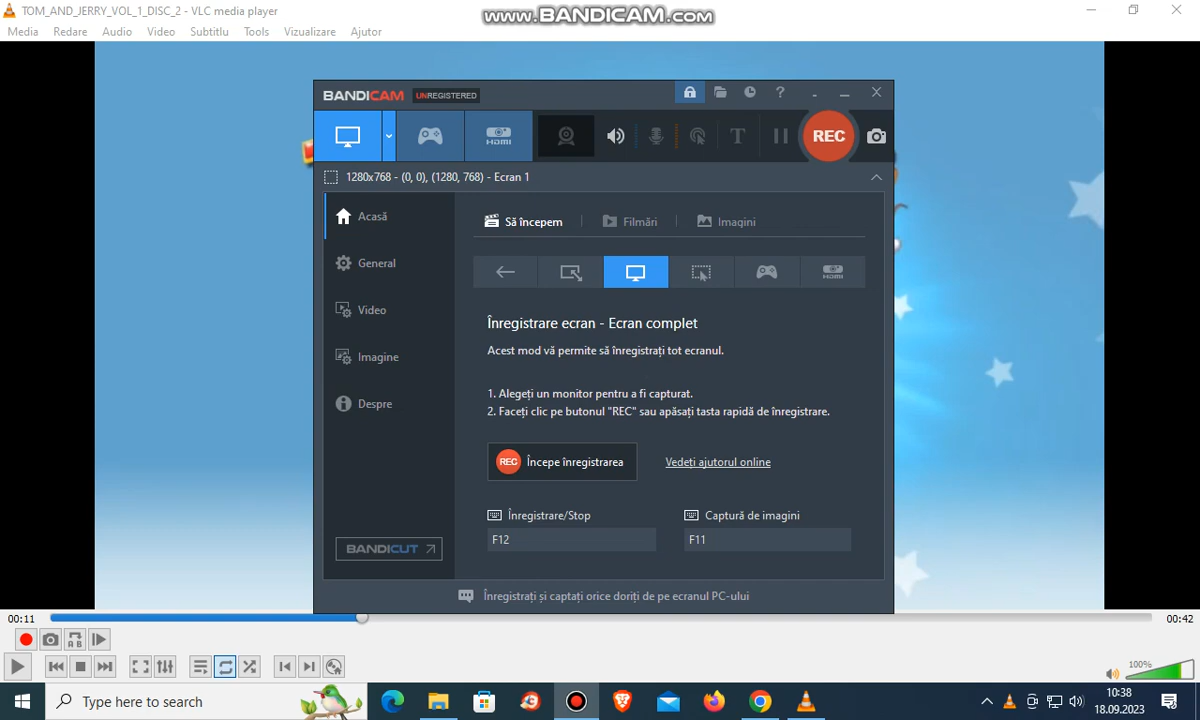 TOM_AND_JERRY_VOL_1_DISC_2 - VLC media player
www.BANDICAM.com
Media Redare Audio Video Subtitlu Tools Vizualizare Ajutor
BANDICAM UNREGISTERED
HDMI
T
REC
1280x768 - (0, 0), (1280, 768) - Ecran 1
Acasă
General
Video
Imagine
Despre
BANDICUT
Să începem
Filmări
Imagini
HDMI
Înregistrare ecran - Ecran complet
Acest mod vă permite să înregistrați tot ecranul.
1. Alegeți un monitor pentru a fi capturat.
2. Faceți clic pe butonul "REC" sau apăsați tasta rapidă de înregistrare.
REC Începe înregistrarea
Vedeți ajutorul online
Înregistrare/Stop
F12
Captură de imagini
F11
Înregistrați și captați orice doriți de pe ecranul PC-ului
00:11
00:42
A B
100%
Type here to search
10:38
18.09.2023